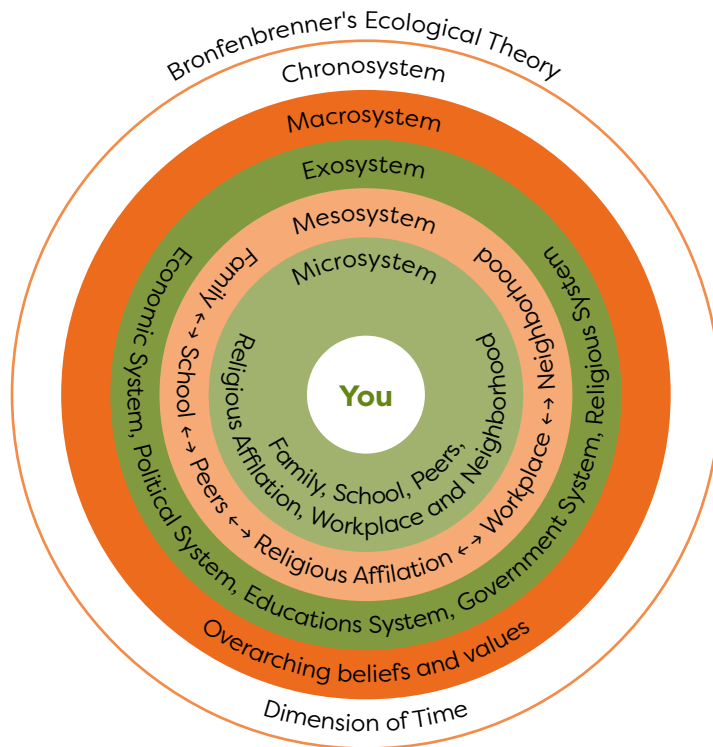 Bronfenbrenner's Ecological Theory
Chronosystem
Macrosystem
Exosystem
Mesosystem
Microsystem
You
Family, School, Peers,
Religious Affilation, Workplace and Neighborhood
Family ↔ School ↔ Peers ↔ Religious Affilation ↔ Workplace ↔ Neighborhood
Economic System, Political System, Educations System, Government System, Religious System
Overarching beliefs and values
Dimension of Time